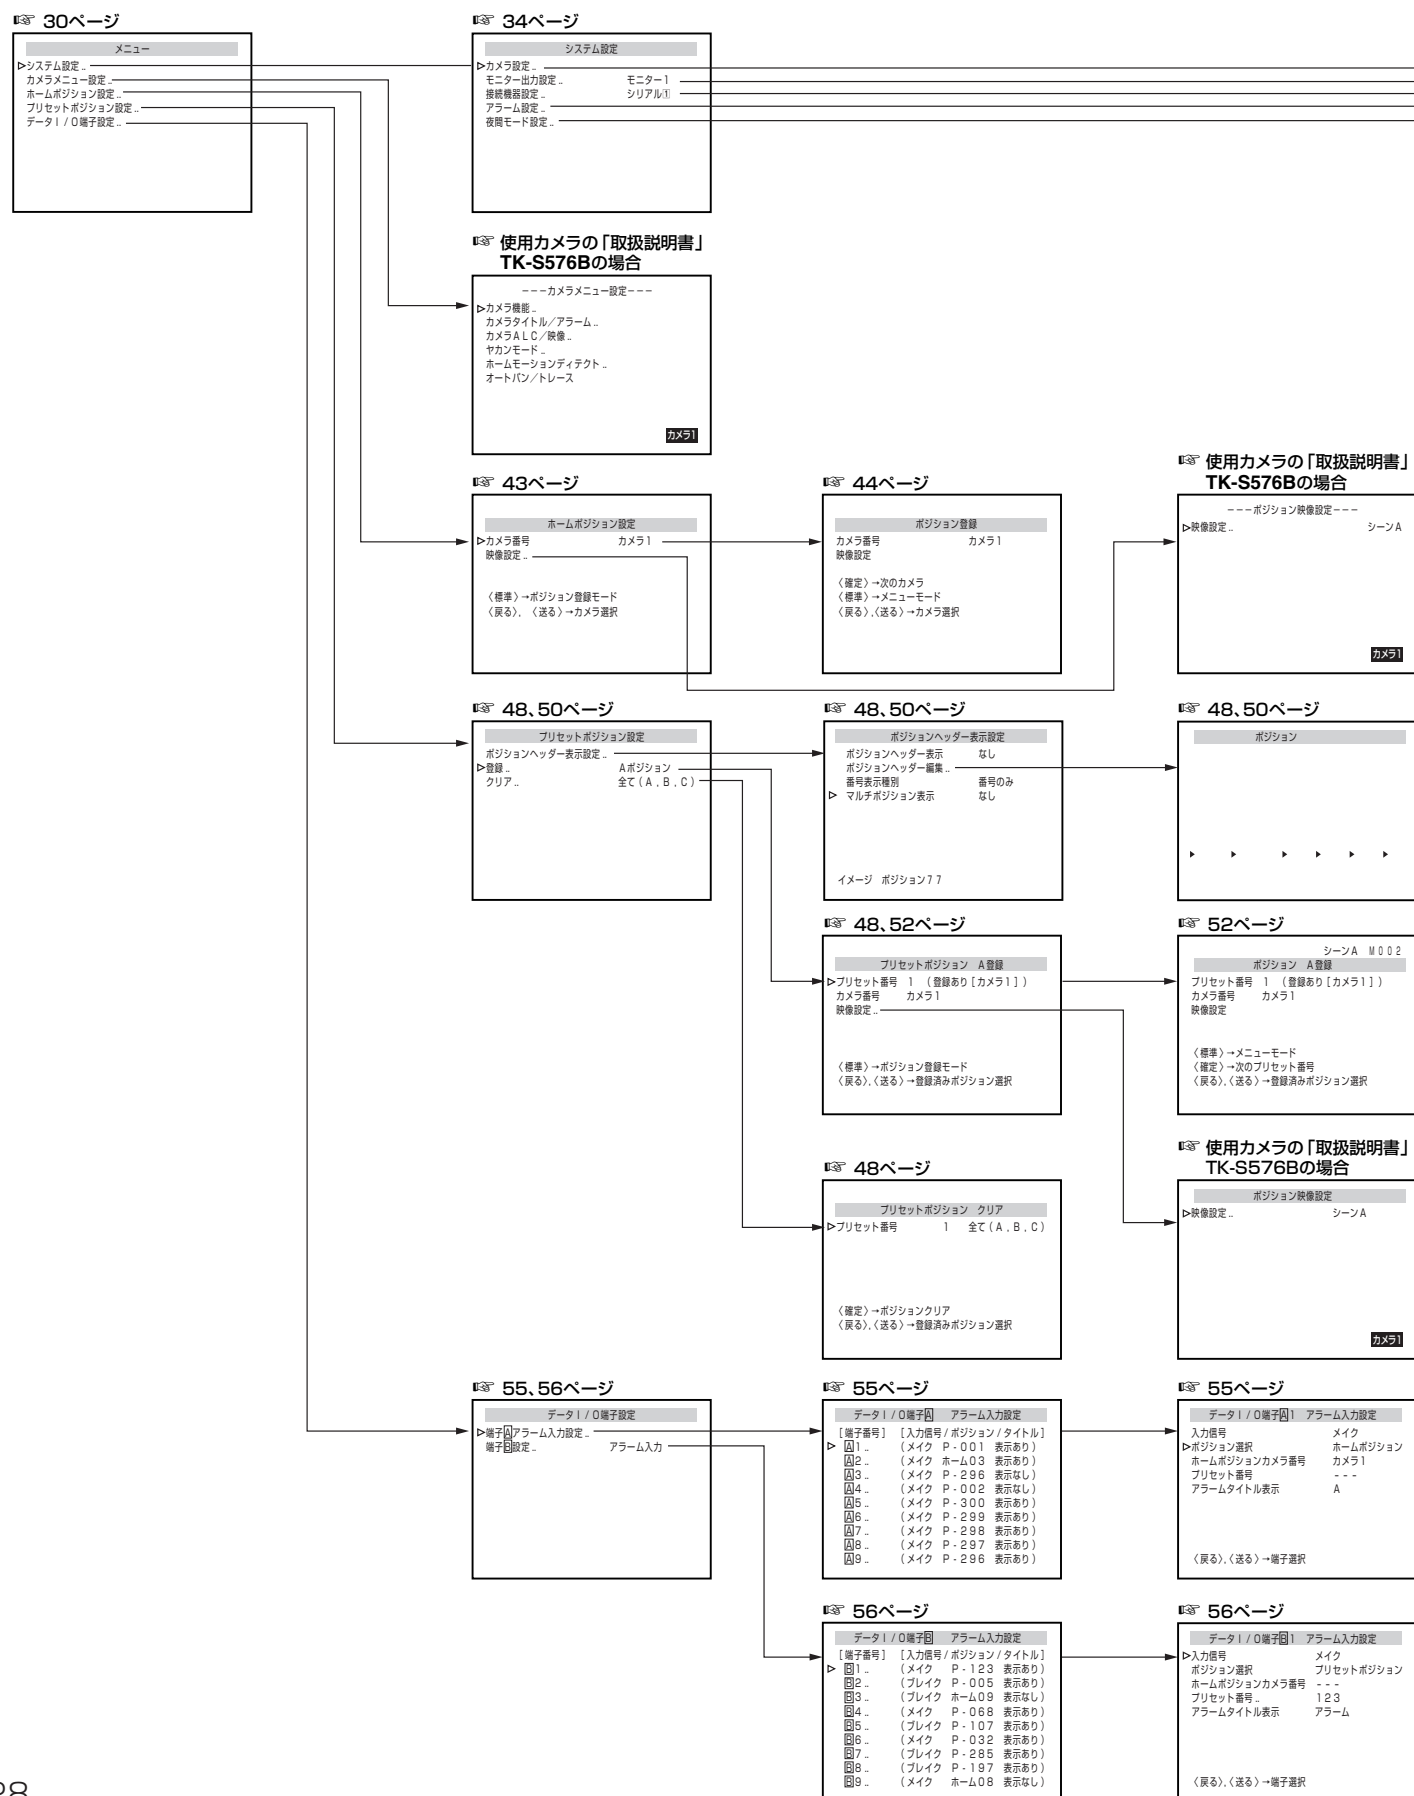 ☞ 30ページ
メニュー
システム設定..
カメラメニュー設定..
ホームポジション設定..
プリセットポジション設定..
データI/O端子設定..
☞ 34ページ
システム設定
カメラ設定..
モニター出力設定.. モニター1
接続機器設定.. シリアル①
アラーム設定..
夜間モード設定..
☞ 使用カメラの「取扱説明書」
TK-S576Bの場合
---カメラメニュー設定---
カメラ機能..
カメラタイトル/アラーム..
カメラALC/映像..
ヤカンモード..
ホームモーションディテクト..
オートパン/トレース
カメラ1
☞ 43ページ
ホームポジション設定
カメラ番号 カメラ1
映像設定..
〈標準〉→ポジション登録モード
〈戻る〉,〈送る〉→カメラ選択
☞ 44ページ
ポジション登録
カメラ番号 カメラ1
映像設定
〈確定〉→次のカメラ
〈標準〉→メニューモード
〈戻る〉,〈送る〉→カメラ選択
☞ 使用カメラの「取扱説明書」
TK-S576Bの場合
---ポジション映像設定---
映像設定.. シーンA
カメラ1
☞ 48、50ページ
プリセットポジション設定
ポジションヘッダー表示設定..
登録.. Aポジション
クリア.. 全て(A,B,C)
☞ 48、50ページ
ポジションヘッダー表示設定
ポジションヘッダー表示 なし
ポジションヘッダー編集..
番号表示種別 番号のみ
マルチポジション表示 なし
イメージ ポジション77
☞ 48、50ページ
ポジション
☞ 48、52ページ
プリセットポジション A登録
プリセット番号 1 (登録あり[カメラ1])
カメラ番号 カメラ1
映像設定..
〈標準〉→ポジション登録モード
〈戻る〉,〈送る〉→登録済みポジション選択
☞ 52ページ
シーンA M002
ポジション A登録
プリセット番号 1 (登録あり[カメラ1])
カメラ番号 カメラ1
映像設定
〈標準〉→メニューモード
〈確定〉→次のプリセット番号
〈戻る〉,〈送る〉→登録済みポジション選択
☞ 48ページ
プリセットポジション クリア
プリセット番号 1 全て(A,B,C)
〈確定〉→ポジションクリア
〈戻る〉,〈送る〉→登録済みポジション選択
☞ 使用カメラの「取扱説明書」
TK-S576Bの場合
ポジション映像設定
映像設定.. シーンA
カメラ1
☞ 55、56ページ
データI/O端子設定
端子Aアラーム入力設定..
端子B設定.. アラーム入力
☞ 55ページ
データI/O端子A アラーム入力設定
[端子番号] [入力信号/ポジション/タイトル]
A1.. (メイク P-001 表示あり)
A2.. (メイク ホーム03 表示あり)
A3.. (メイク P-296 表示なし)
A4.. (メイク P-002 表示なし)
A5.. (メイク P-300 表示あり)
A6.. (メイク P-299 表示あり)
A7.. (メイク P-298 表示あり)
A8.. (メイク P-297 表示あり)
A9.. (メイク P-296 表示あり)
☞ 55ページ
データI/O端子A1 アラーム入力設定
入力信号 メイク
ポジション選択 ホームポジション
ホームポジションカメラ番号 カメラ1
プリセット番号 ---
アラームタイトル表示 A
〈戻る〉,〈送る〉→端子選択
☞ 56ページ
データI/O端子B アラーム入力設定
[端子番号] [入力信号/ポジション/タイトル]
B1.. (メイク P-123 表示あり)
B2.. (ブレイク P-005 表示あり)
B3.. (ブレイク ホーム09 表示なし)
B4.. (メイク P-068 表示あり)
B5.. (ブレイク P-107 表示あり)
B6.. (メイク P-032 表示あり)
B7.. (ブレイク P-285 表示あり)
B8.. (ブレイク P-197 表示あり)
B9.. (メイク ホーム08 表示なし)
☞ 56ページ
データI/O端子B1 アラーム入力設定
入力信号 メイク
ポジション選択 プリセットポジション
ホームポジションカメラ番号 ---
プリセット番号.. 123
アラームタイトル表示 アラーム
〈戻る〉,〈送る〉→端子選択